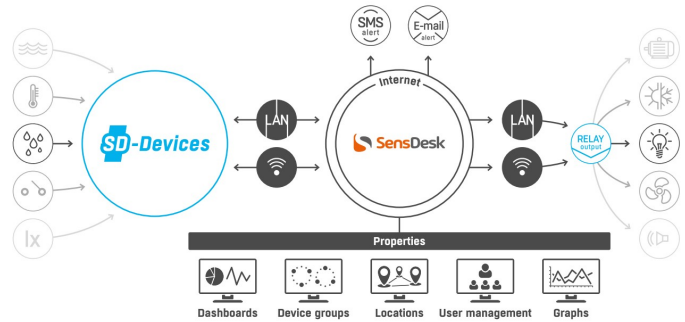 SMS
alert
E-mail
alert
Internet
LAN
LAN
SD-Devices
SensDesk
RELAY
output
lx
Properties
Dashboards
Device groups
Locations
User management
Graphs